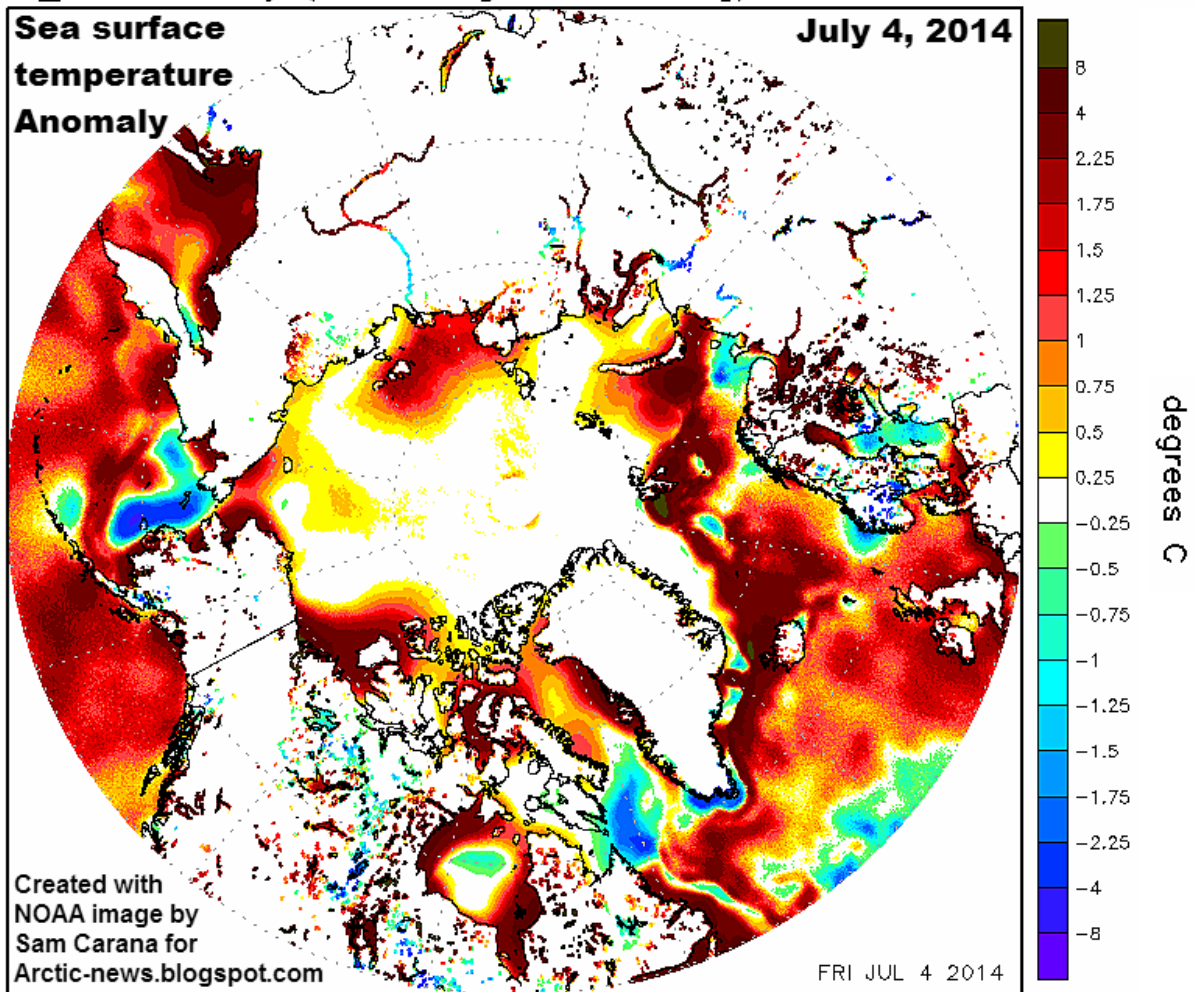 Sea surface
temperature
Anomaly
July 4, 2014
8
4
2.25
1.75
1.5
1.25
1
0.75
0.5
0.25
−0.25
−0.5
−0.75
−1
−1.25
−1.5
−1.75
−2.25
−4
−8
degrees C
Created with
NOAA image by
Sam Carana for
Arctic-news.blogspot.com
FRI JUL 4 2014